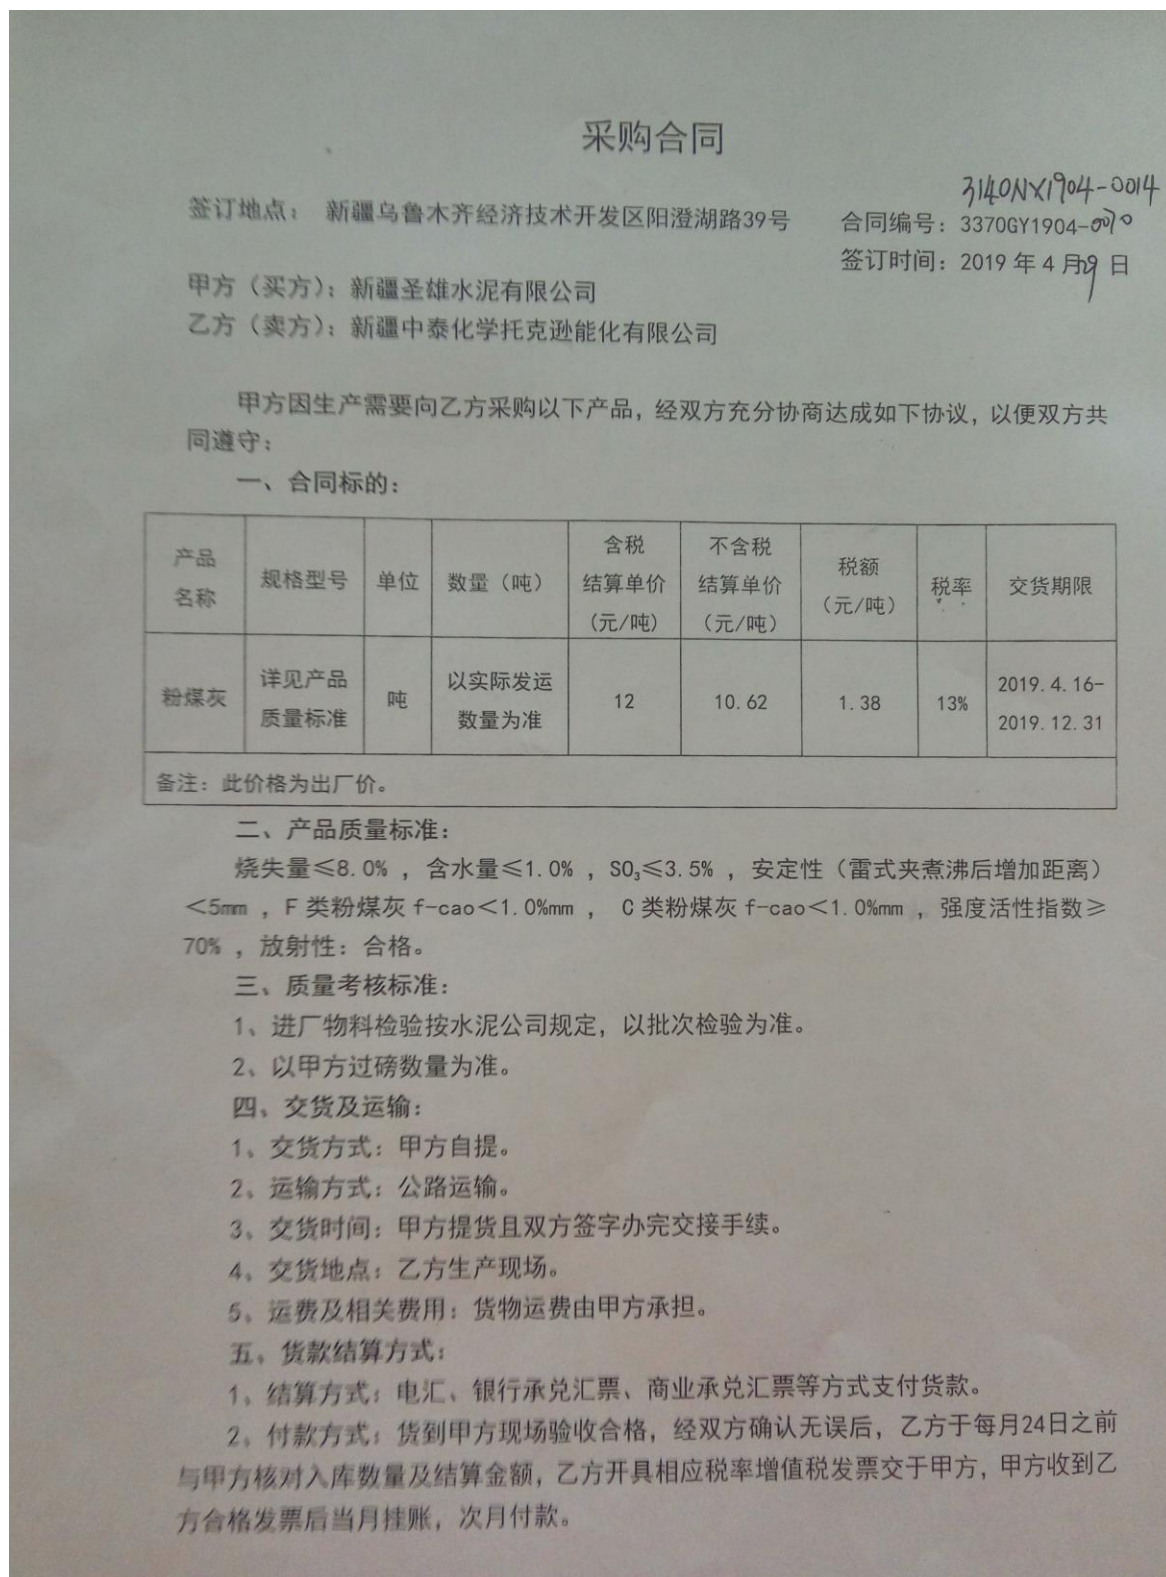 采购合同
3140NX1904-0014
签订地点： 新疆乌鲁木齐经济技术开发区阳澄湖路39号 合同编号：3370GY1904-0070
签订时间：2019 年 4 月29 日
甲方（买方）：新疆圣雄水泥有限公司
乙方（卖方）：新疆中泰化学托克逊能化有限公司
甲方因生产需要向乙方采购以下产品，经双方充分协商达成如下协议，以便双方共
同遵守：
一、合同标的：
产品名称 规格型号 单位 数量（吨） 含税结算单价（元/吨） 不含税结算单价（元/吨） 税额（元/吨） 税率 交货期限
粉煤灰 详见产品质量标准 吨 以实际发运数量为准 12 10.62 1.38 13% 2019.4.16-2019.12.31
备注：此价格为出厂价。
二、产品质量标准：
烧失量≤8.0% ，含水量≤1.0% ，SO₃≤3.5% ，安定性（雷式夹煮沸后增加距离）
＜5mm ，F 类粉煤灰 f-cao＜1.0%mm ， C 类粉煤灰 f-cao＜1.0%mm ，强度活性指数≥
70% ，放射性：合格。
三、质量考核标准：
1、进厂物料检验按水泥公司规定，以批次检验为准。
2、以甲方过磅数量为准。
四、交货及运输：
1、交货方式：甲方自提。
2、运输方式：公路运输。
3、交货时间：甲方提货且双方签字办完交接手续。
4、交货地点：乙方生产现场。
5、运费及相关费用：货物运费由甲方承担。
五、货款结算方式：
1、结算方式：电汇、银行承兑汇票、商业承兑汇票等方式支付货款。
2、付款方式：货到甲方现场验收合格，经双方确认无误后，乙方于每月24日之前
与甲方核对入库数量及结算金额，乙方开具相应税率增值税发票交于甲方，甲方收到乙
方合格发票后当月挂账，次月付款。